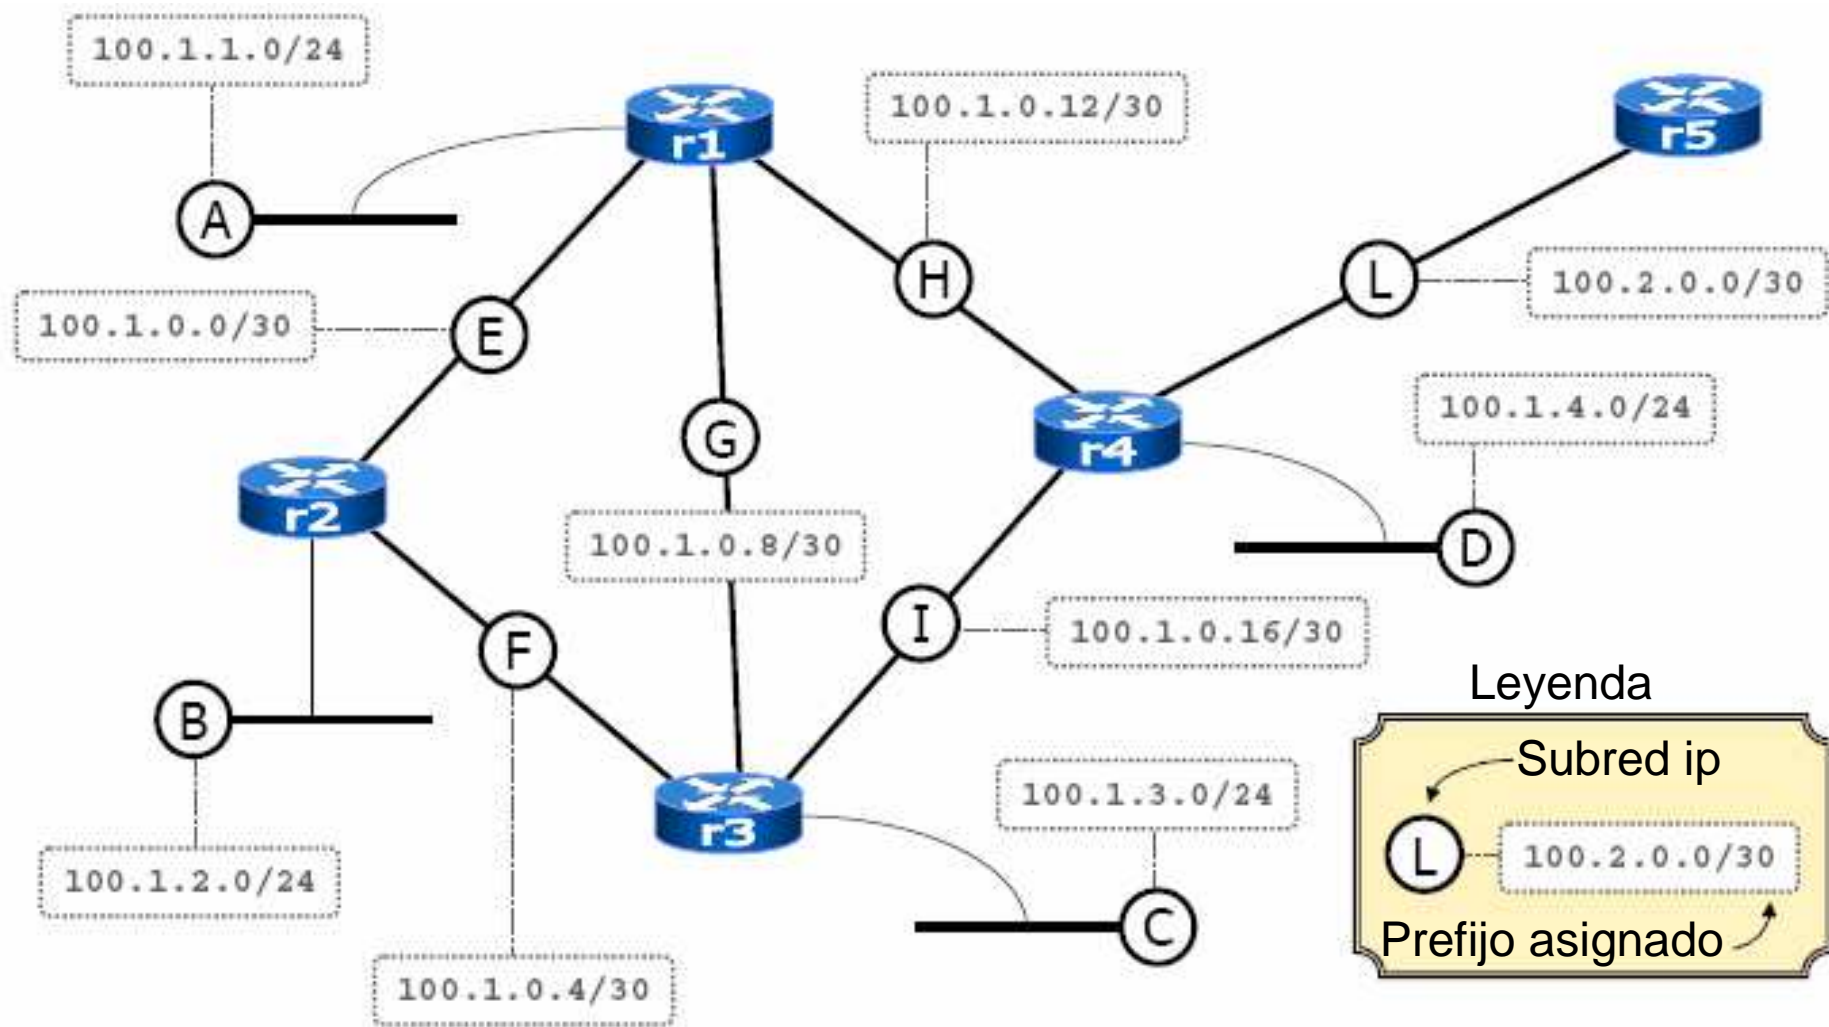 100.1.1.0/24
r1
100.1.0.12/30
r5
A
H
L
100.2.0.0/30
100.1.0.0/30
E
G
r4
100.1.4.0/24
r2
100.1.0.8/30
D
I
100.1.0.16/30
F
B
r3
100.1.3.0/24
100.1.2.0/24
C
100.1.0.4/30
Leyenda
Subred ip
L
100.2.0.0/30
Prefijo asignado